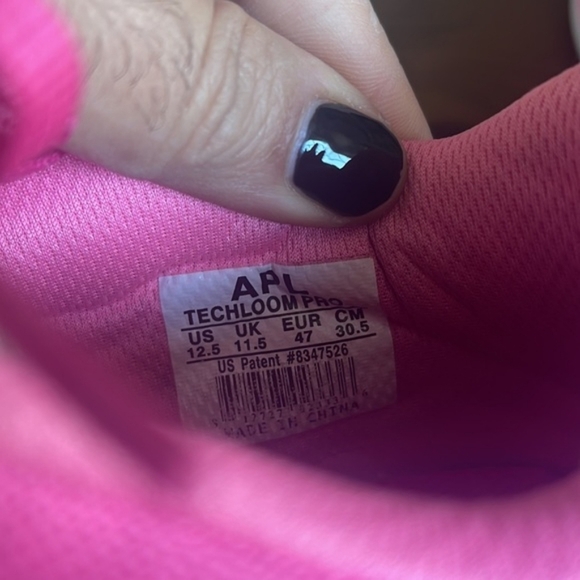 APL
TECHLOOM PRO
US UK EUR CM
12.5 11.5 47 30.5
US Patent #8347526
MADE IN CHINA